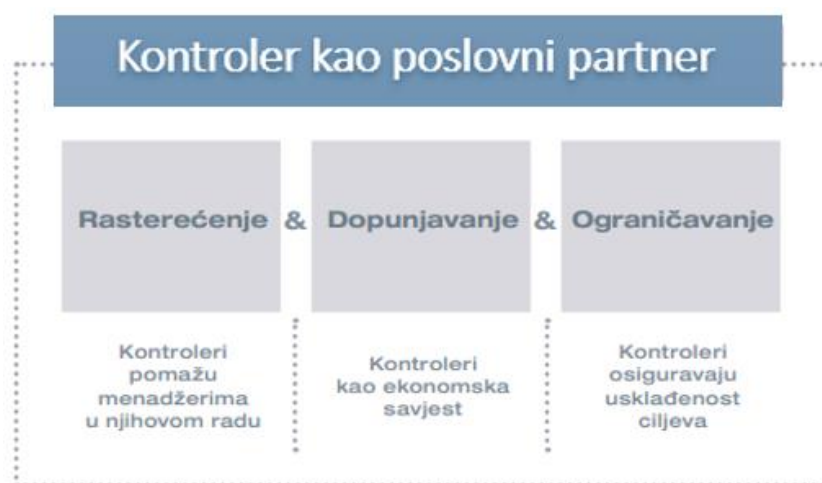 Kontroler kao poslovni partner
Rasterećenje & Dopunjavanje & Ograničavanje
Kontroleri
pomažu
menadžerima
u njihovom radu
Kontroleri
kao ekonomska
savjest
Kontroleri
osiguravaju
usklađenost
ciljeva